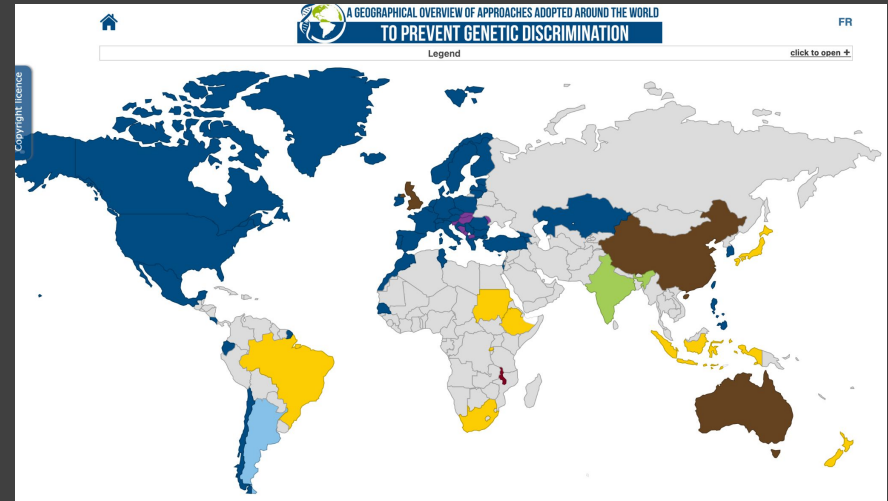 A GEOGRAPHICAL OVERVIEW OF APPROACHES ADOPTED AROUND THE WORLD
TO PREVENT GENETIC DISCRIMINATION
FR
Legend
click to open +
Copyright licence